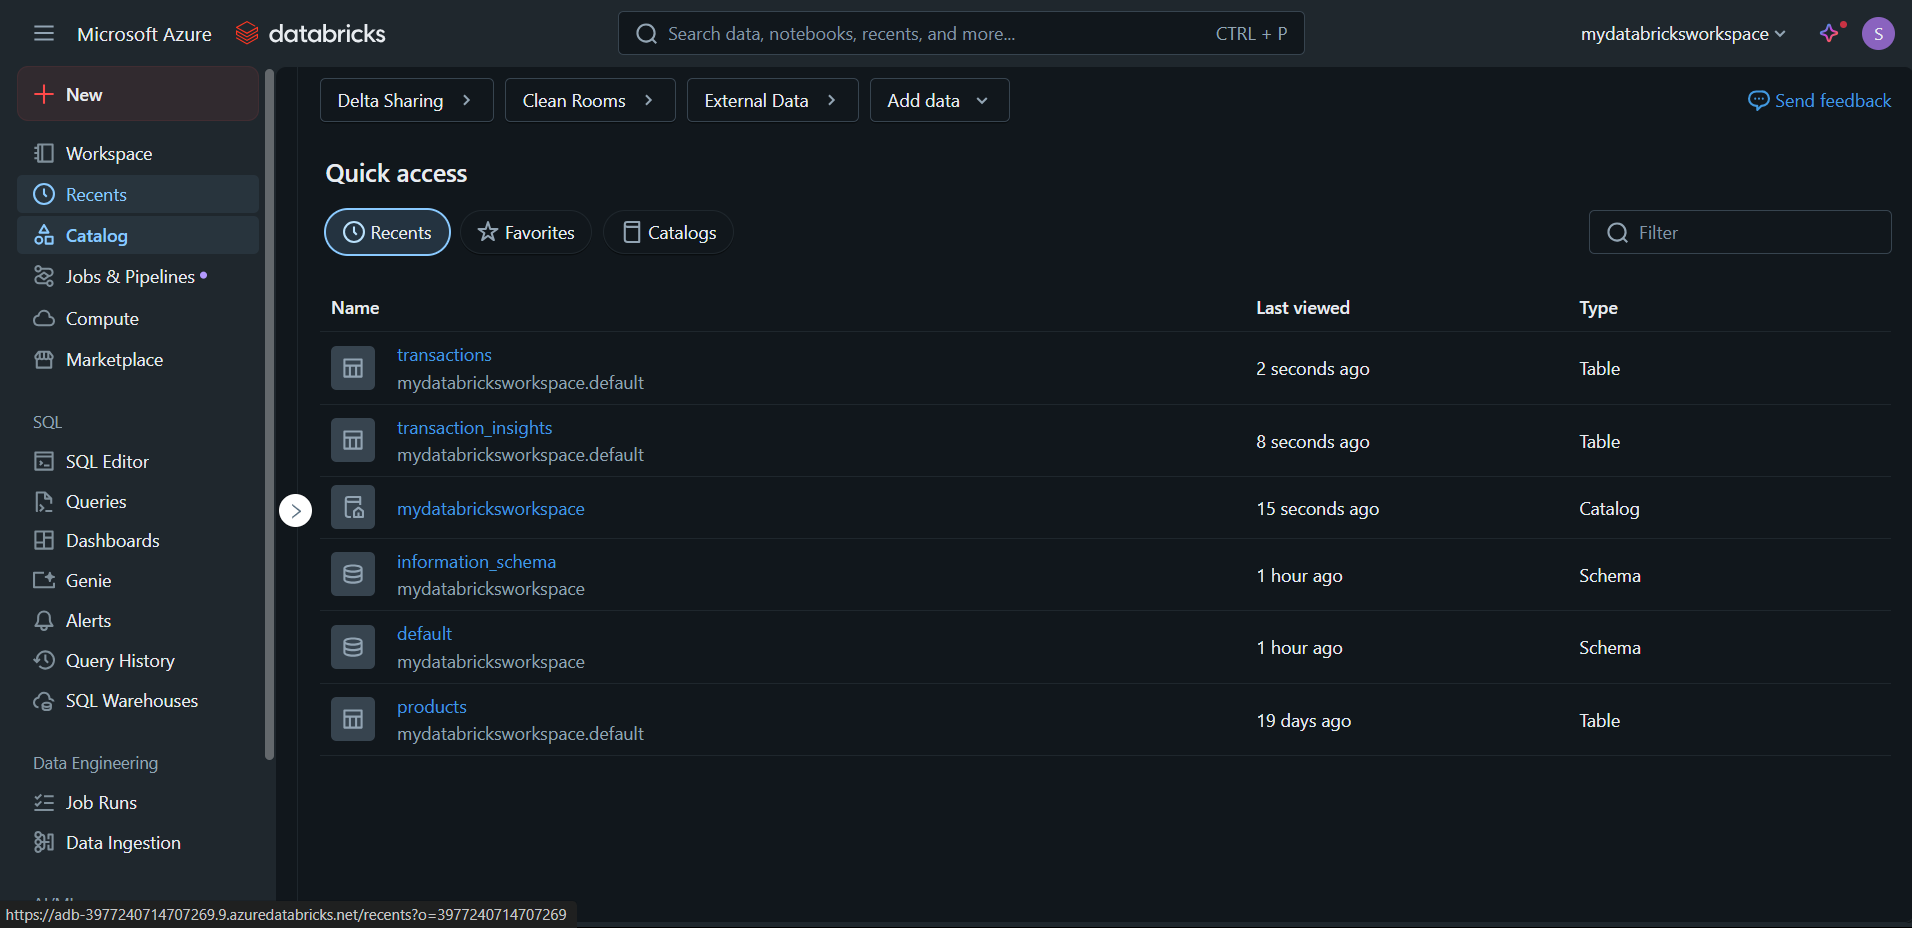 Microsoft Azure
databricks
Search data, notebooks, recents, and more...
CTRL + P
mydatabricksworkspace
S
New
Workspace
Recents
Catalog
Jobs & Pipelines
Compute
Marketplace
SQL
SQL Editor
Queries
Dashboards
Genie
Alerts
Query History
SQL Warehouses
Data Engineering
Job Runs
Data Ingestion
Delta Sharing
Clean Rooms
External Data
Add data
Send feedback
Quick access
Recents
Favorites
Catalogs
Filter
Name Last viewed Type
transactions
mydatabricksworkspace.default
2 seconds ago
Table
transaction_insights
mydatabricksworkspace.default
8 seconds ago
Table
mydatabricksworkspace
15 seconds ago
Catalog
information_schema
mydatabricksworkspace
1 hour ago
Schema
default
mydatabricksworkspace
1 hour ago
Schema
products
mydatabricksworkspace.default
19 days ago
Table
https://adb-3977240714707269.9.azuredatabricks.net/recents?o=3977240714707269